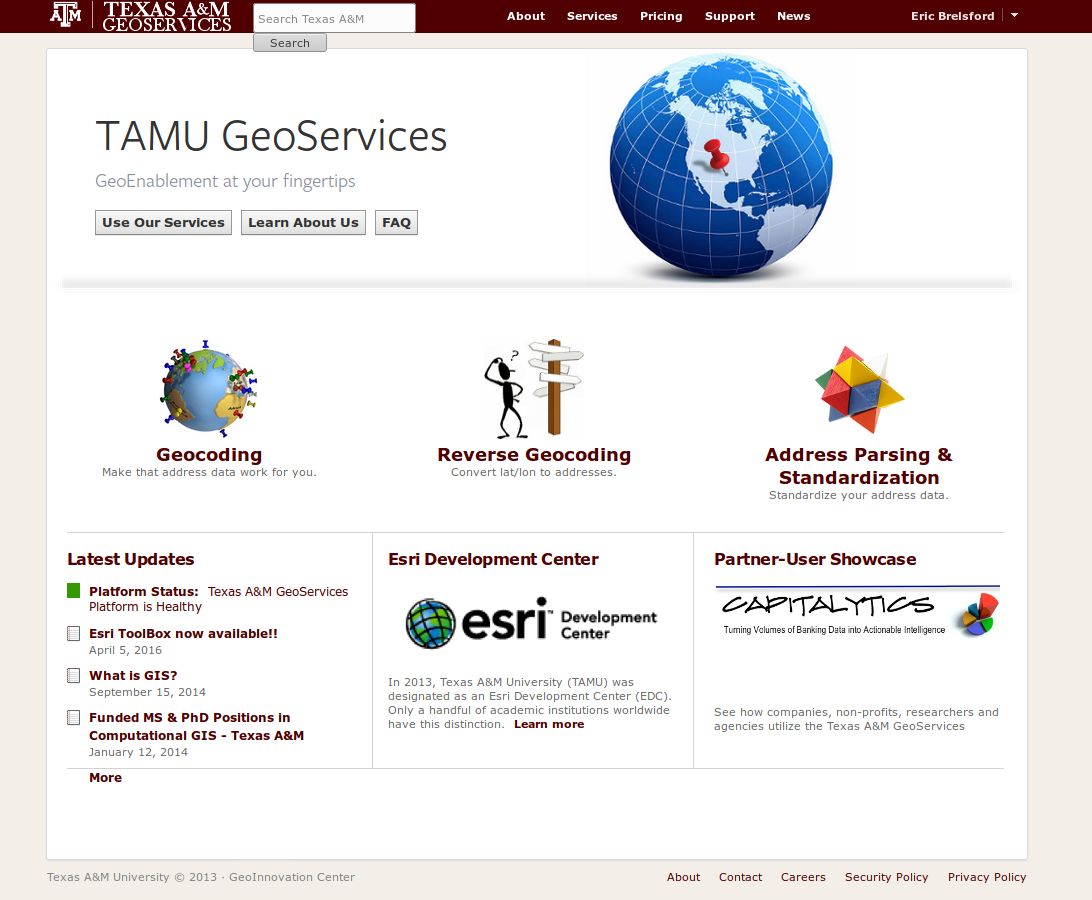 TEXAS A&M
GEOSERVICES
Search Texas A&M
Search
About Services Pricing Support News
Eric Brelsford
TAMU GeoServices
GeoEnablement at your fingertips
Use Our Services Learn About Us FAQ
Geocoding
Make that address data work for you.
?
Reverse Geocoding
Convert lat/lon to addresses.
Address Parsing &
Standardization
Standardize your address data.
Latest Updates
Platform Status: Texas A&M GeoServices
Platform is Healthy
Esri ToolBox now available!!
April 5, 2016
What is GIS?
September 15, 2014
Funded MS & PhD Positions in
Computational GIS - Texas A&M
January 12, 2014
More
Esri Development Center
esri™ Development
Center
In 2013, Texas A&M University (TAMU) was
designated as an Esri Development Center (EDC).
Only a handful of academic institutions worldwide
have this distinction. Learn more
Partner-User Showcase
CAPITALYTICS
Turning Volumes of Banking Data into Actionable Intelligence
See how companies, non-profits, researchers and
agencies utilize the Texas A&M GeoServices
Texas A&M University © 2013 · GeoInnovation Center
About Contact Careers Security Policy Privacy Policy